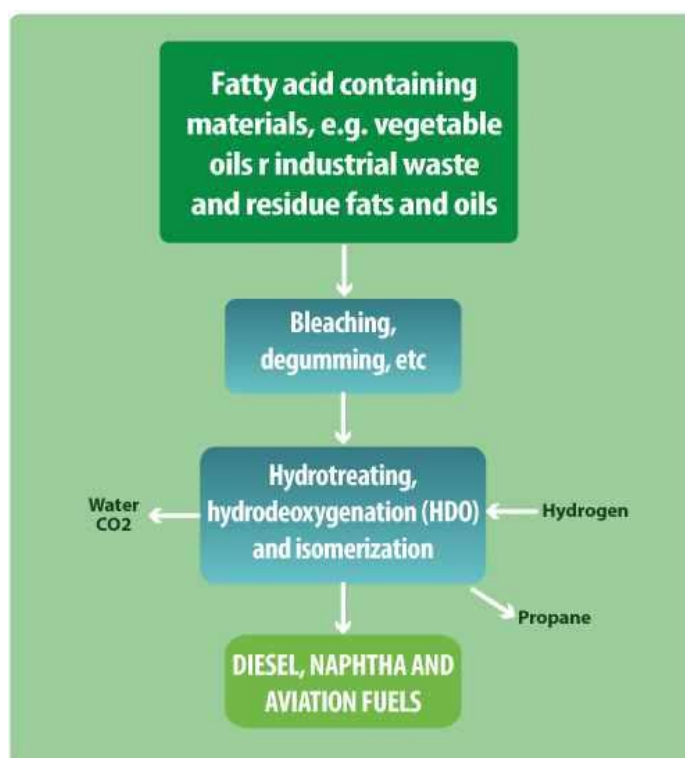 Fatty acid containing
materials, e.g. vegetable
oils r industrial waste
and residue fats and oils
Bleaching,
degumming, etc
Hydrotreating,
hydrodeoxygenation (HDO)
and isomerization
Water
CO2
Hydrogen
Propane
DIESEL, NAPHTHA AND
AVIATION FUELS